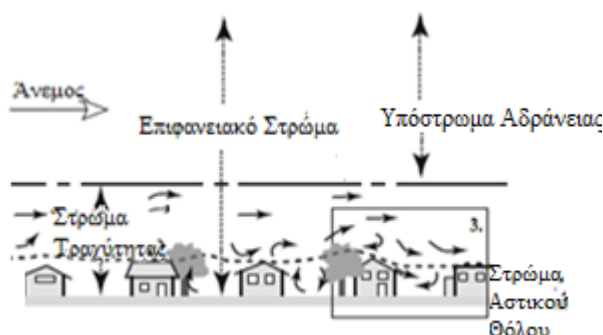 Άνεμος
Επιφανειακό Στρώμα
Υπόστρωμα Αδράνειας
Στρώμα
Τραχύτητας
3.
Στρώμα
Αστικού
Θόλου